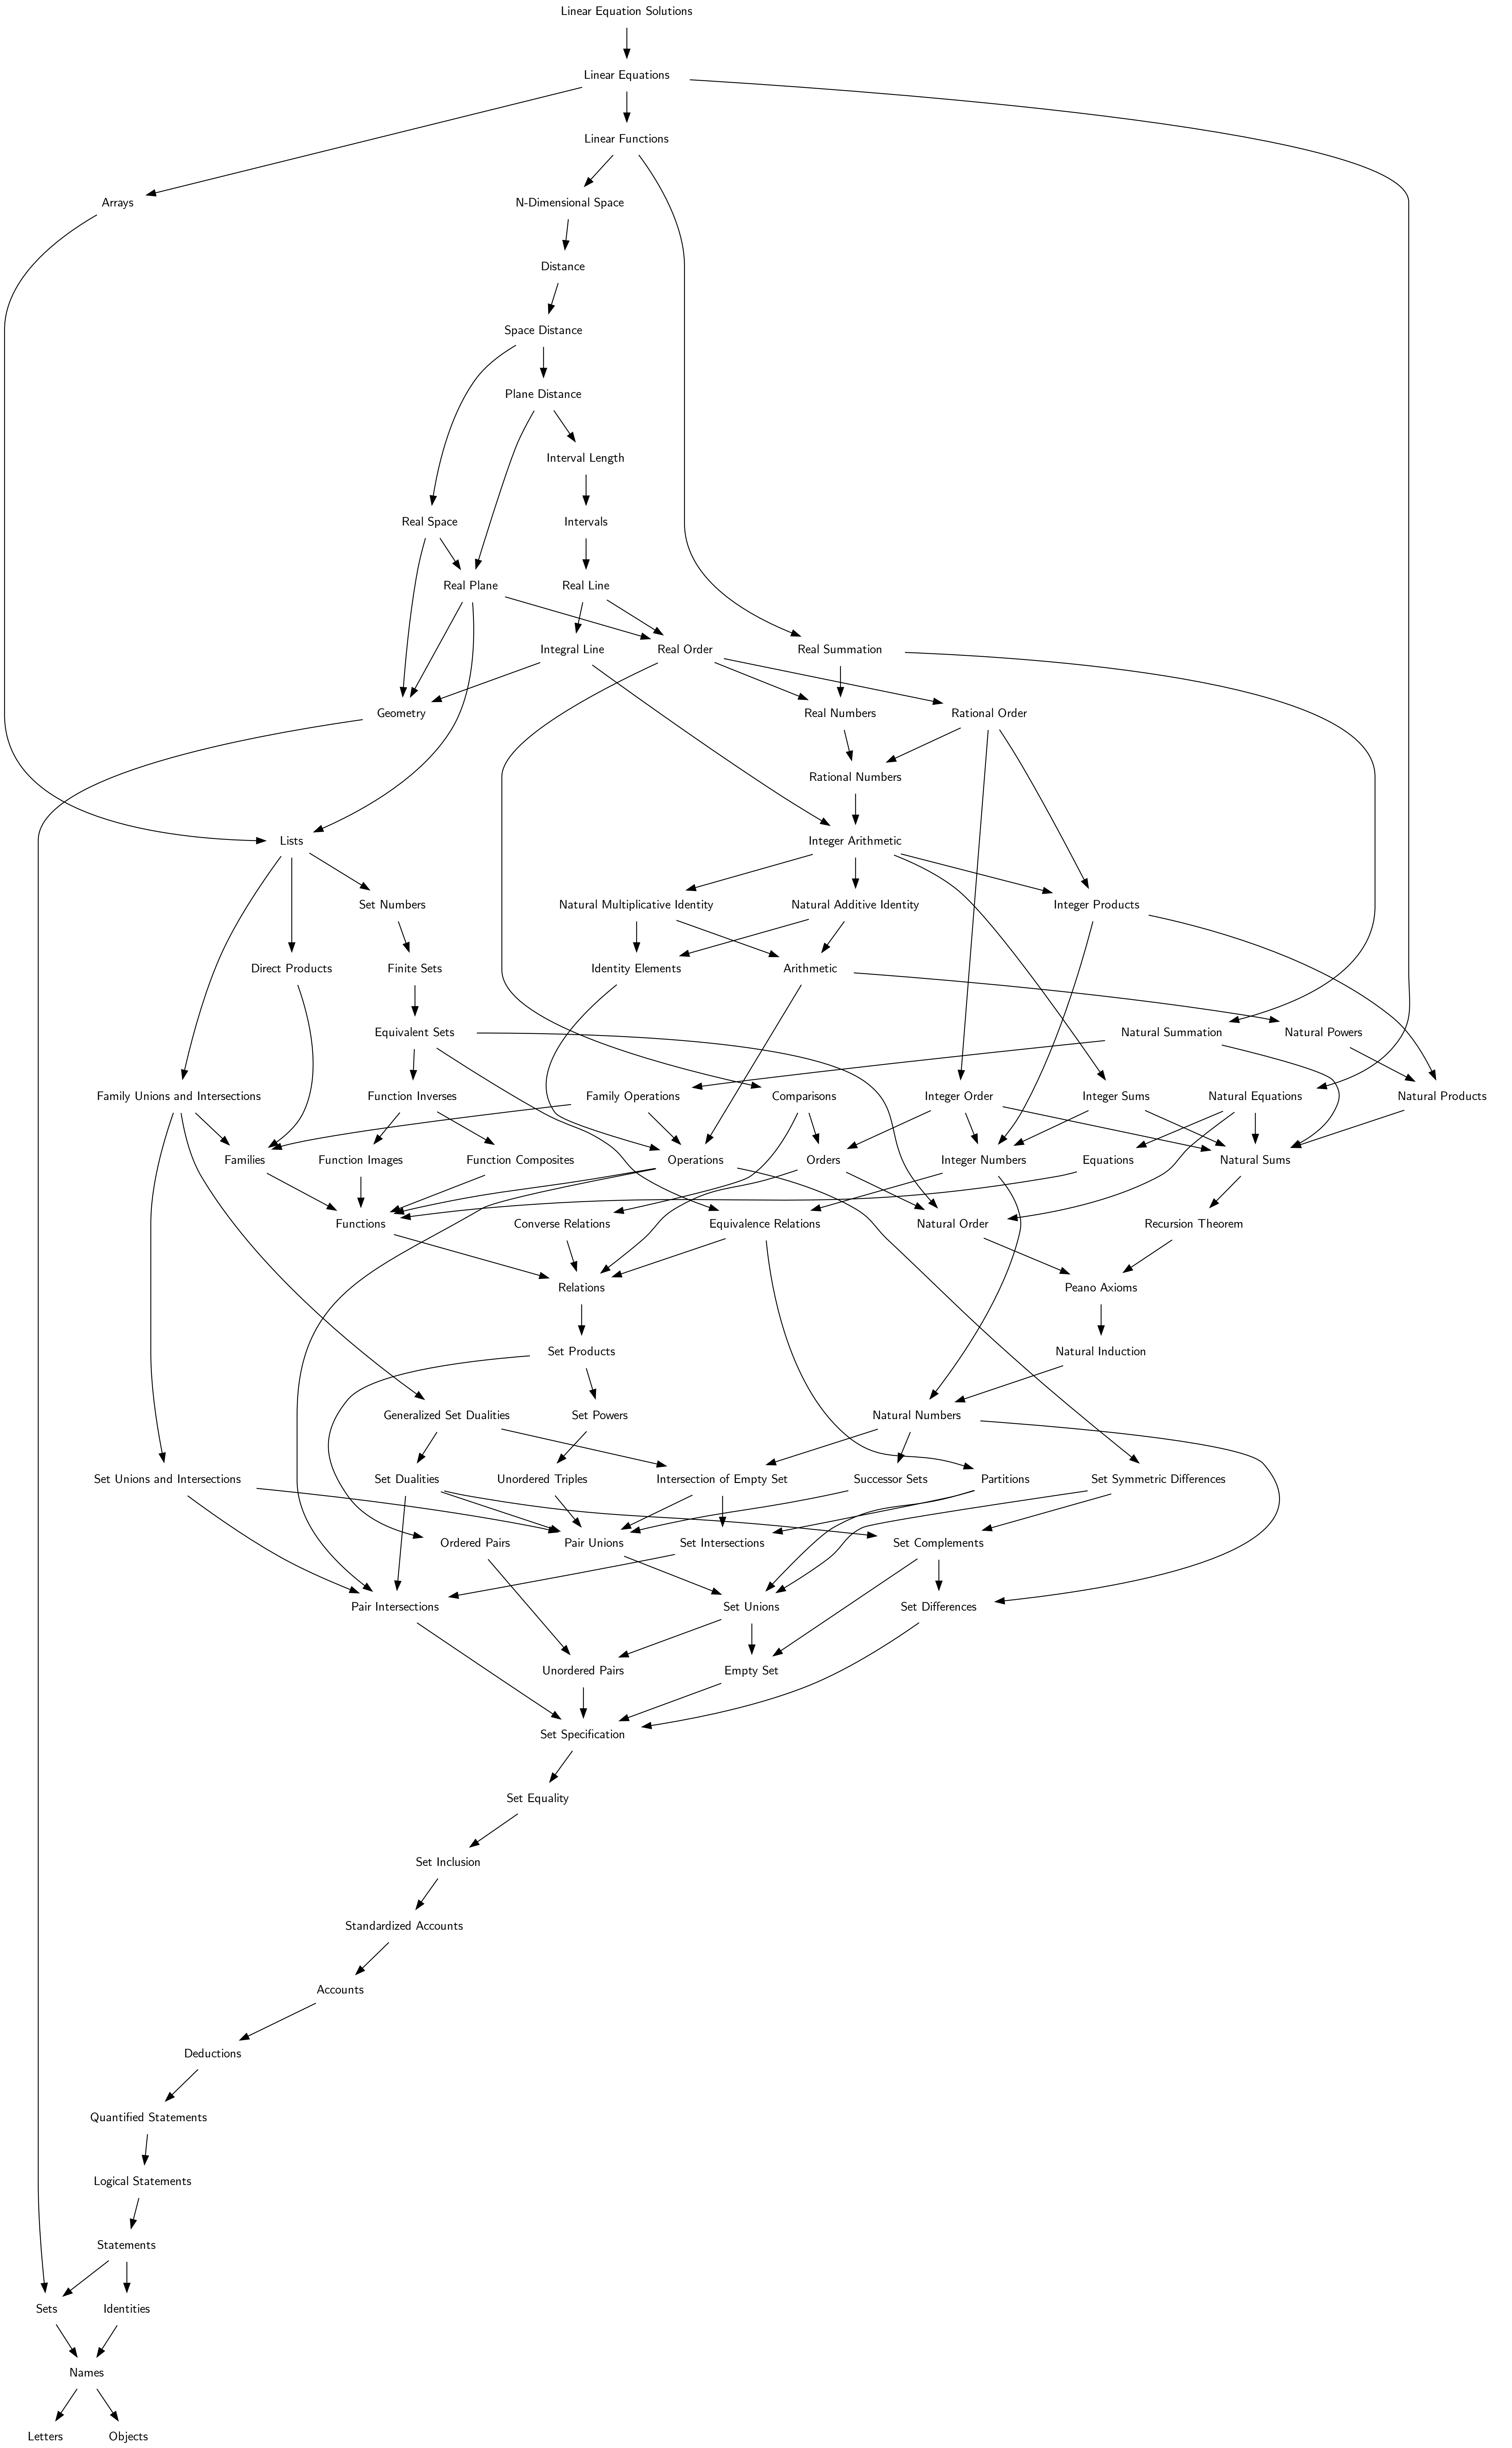 Linear Equation Solutions
Linear Equations
Linear Functions
Arrays
N-Dimensional Space
Distance
Space Distance
Plane Distance
Interval Length
Real Space
Intervals
Real Plane
Real Line
Integral Line
Real Order
Real Summation
Geometry
Real Numbers
Rational Order
Rational Numbers
Lists
Integer Arithmetic
Set Numbers
Natural Multiplicative Identity
Natural Additive Identity
Integer Products
Direct Products
Finite Sets
Identity Elements
Arithmetic
Equivalent Sets
Natural Summation
Natural Powers
Family Unions and Intersections
Function Inverses
Family Operations
Comparisons
Integer Order
Integer Sums
Natural Equations
Natural Products
Families
Function Images
Function Composites
Operations
Orders
Integer Numbers
Equations
Natural Sums
Functions
Converse Relations
Equivalence Relations
Natural Order
Recursion Theorem
Relations
Peano Axioms
Set Products
Natural Induction
Generalized Set Dualities
Set Powers
Natural Numbers
Set Unions and Intersections
Set Dualities
Unordered Triples
Intersection of Empty Set
Successor Sets
Partitions
Set Symmetric Differences
Ordered Pairs
Pair Unions
Set Intersections
Set Complements
Pair Intersections
Set Unions
Set Differences
Unordered Pairs
Empty Set
Set Specification
Set Equality
Set Inclusion
Standardized Accounts
Accounts
Deductions
Quantified Statements
Logical Statements
Statements
Sets
Identities
Names
Letters
Objects